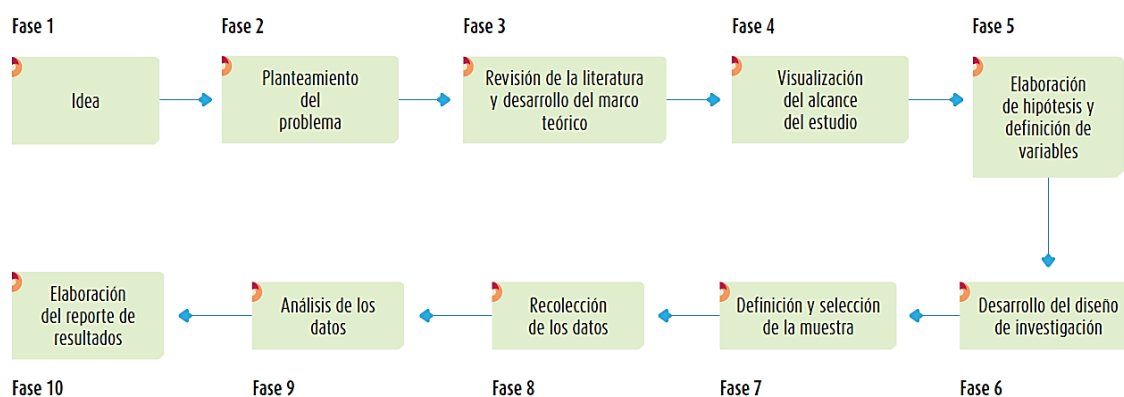 Fase 1
Idea
Fase 2
Planteamiento
del
problema
Fase 3
Revisión de la literatura
y desarrollo del marco
teórico
Fase 4
Visualización
del alcance
del estudio
Fase 5
Elaboración
de hipótesis y
definición de
variables
Desarrollo del diseño
de investigación
Fase 6
Definición y selección
de la muestra
Fase 7
Recolección
de los datos
Fase 8
Análisis de los
datos
Fase 9
Elaboración
del reporte de
resultados
Fase 10